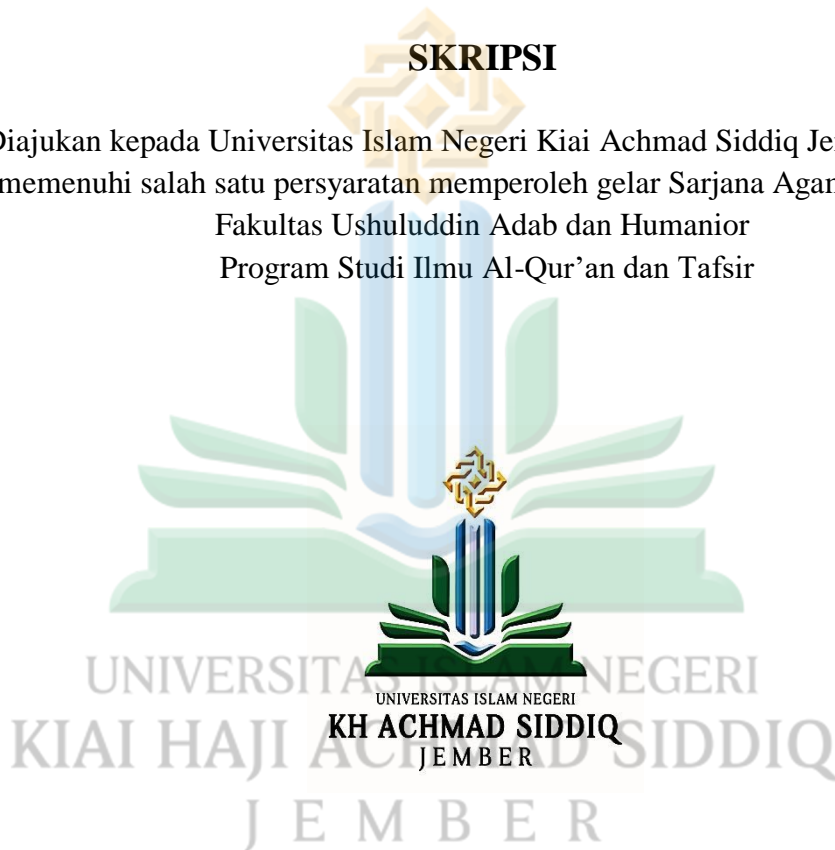 SKRIPSI
Diajukan kepada Universitas Islam Negeri Kiai Achmad Siddiq
memenuhi salah satu persyaratan memperoleh gelar Sarjana
Fakultas Ushuluddin Adab dan Humanior
Program Studi Ilmu Al-Qur’an dan Tafsir
UNIVERSITAS ISLAM NEGERI
KH ACHMAD SIDDIQ
JEMBER
UNIVERSITAS ISLAM NEGERI
KIAI HAJI ACHMAD SIDDIQ
JEMBER